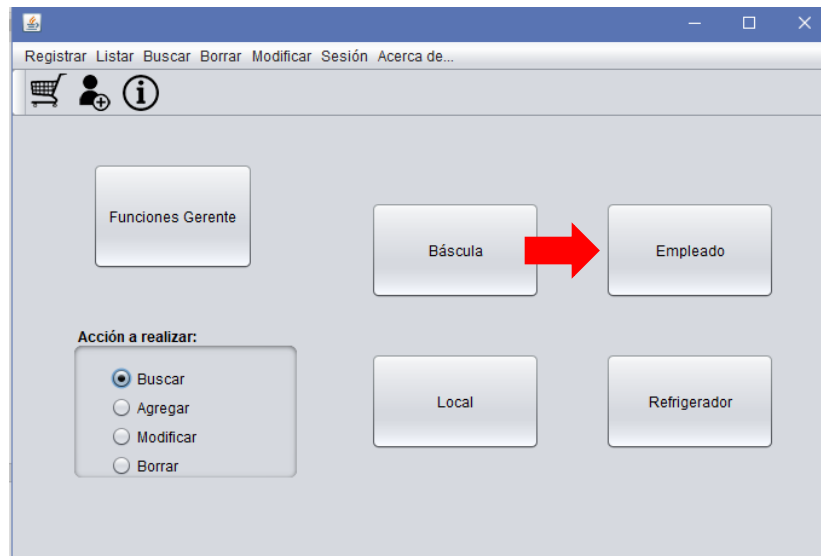 Registrar Listar Buscar Borrar Modificar Sesión Acerca de...
Funciones Gerente
Báscula
Empleado
Acción a realizar:
Buscar
Agregar
Modificar
Borrar
Local
Refrigerador